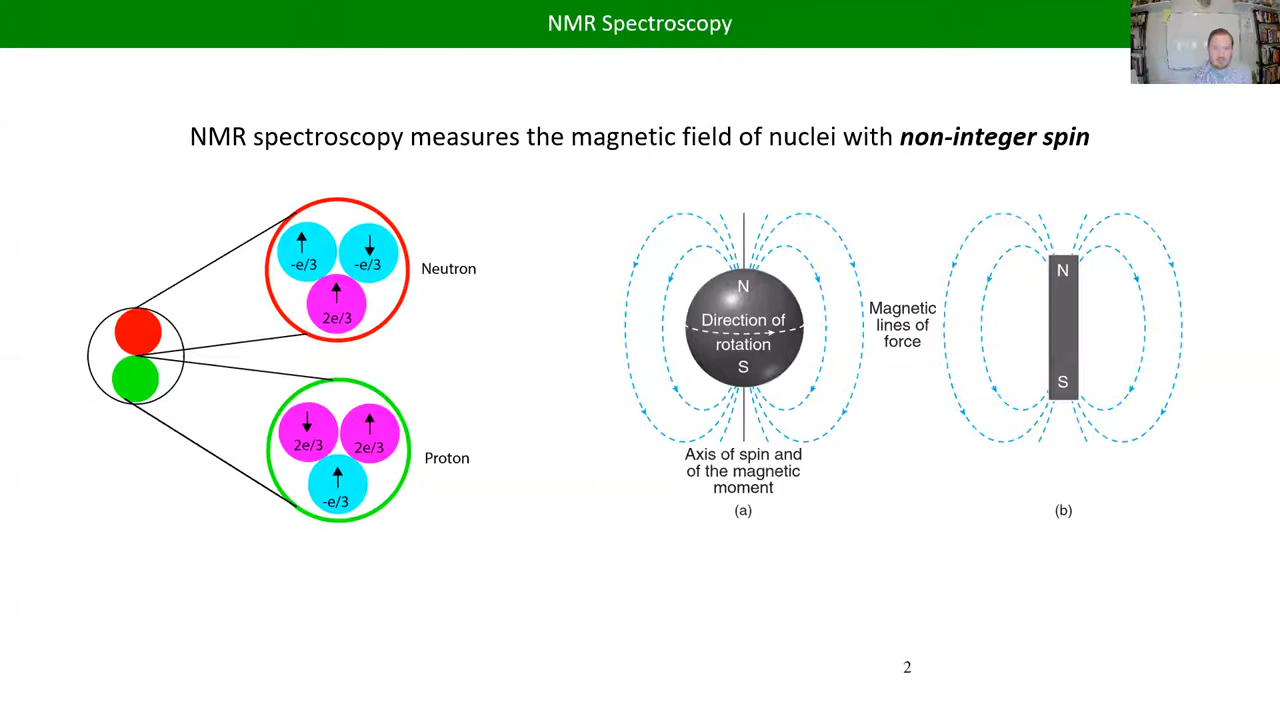 NMR Spectroscopy
NMR spectroscopy measures the magnetic field of nuclei with non-integer spin
-e/3
-e/3
2e/3
Neutron
2e/3
2e/3
-e/3
Proton
N
Direction of
rotation
S
Axis of spin and
of the magnetic
moment
(a)
Magnetic
lines of
force
N
S
(b)
2